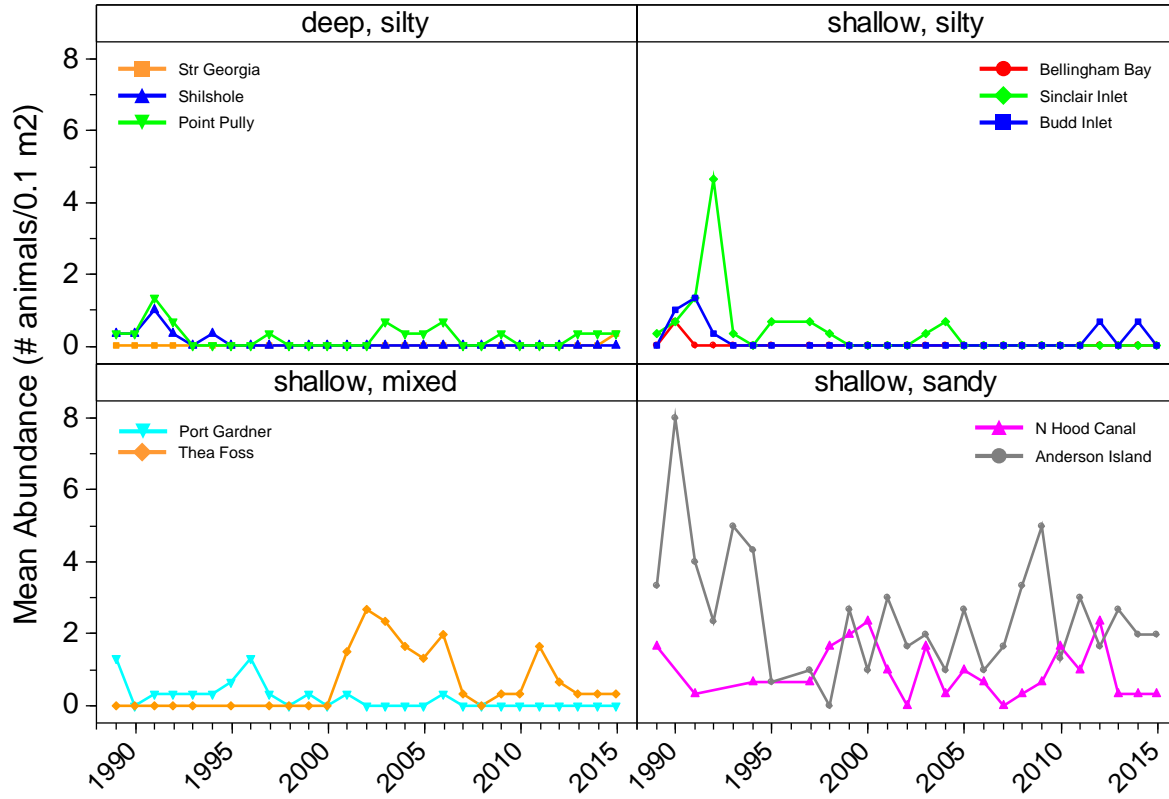 deep, silty
shallow, silty
Mean Abundance (# animals/0.1 m2)
8
6
4
2
0
Str Georgia
Shilshole
Point Pully
Bellingham Bay
Sinclair Inlet
Budd Inlet
shallow, mixed
shallow, sandy
8
6
4
2
0
Port Gardner
Thea Foss
N Hood Canal
Anderson Island
1990
1995
2000
2005
2010
2015
1990
1995
2000
2005
2010
2015